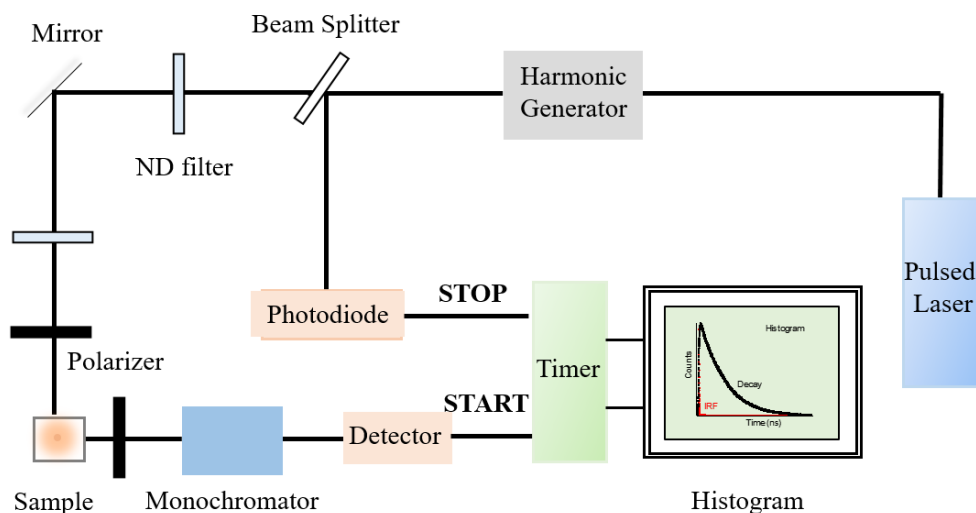 Mirror
Beam Splitter
Harmonic
Generator
ND filter
Pulsed
Laser
Photodiode
STOP
Timer
Histogram
Counts
Decay
IRF
Time (ns)
Polarizer
START
Detector
Sample
Monochromator
Histogram